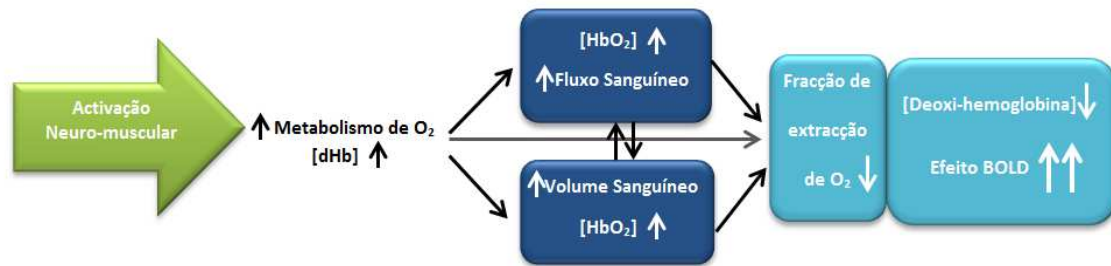 Activação
Neuro-muscular
↑ Metabolismo de O₂
[dHb] ↑
[HbO₂] ↑
↑Fluxo Sanguíneo
↑Volume Sanguíneo
[HbO₂] ↑
Fracção de
extracção
de O₂ ↓
[Deoxi-hemoglobina]↓
Efeito BOLD ↑↑